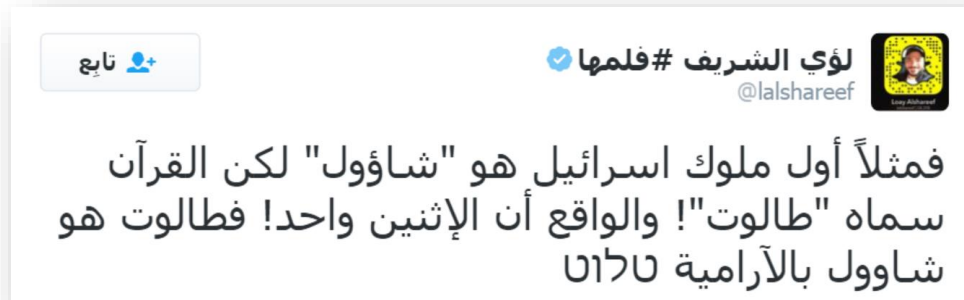 لؤي الشريف #فلمها
@lalshareef
تابِع
فمثلاً أول ملوك اسرائيل هو "شاؤول" لكن القرآن
سماه "طالوت"! والواقع أن الإثنين واحد! فطالوت هو
شاوول بالآرامية טלוט